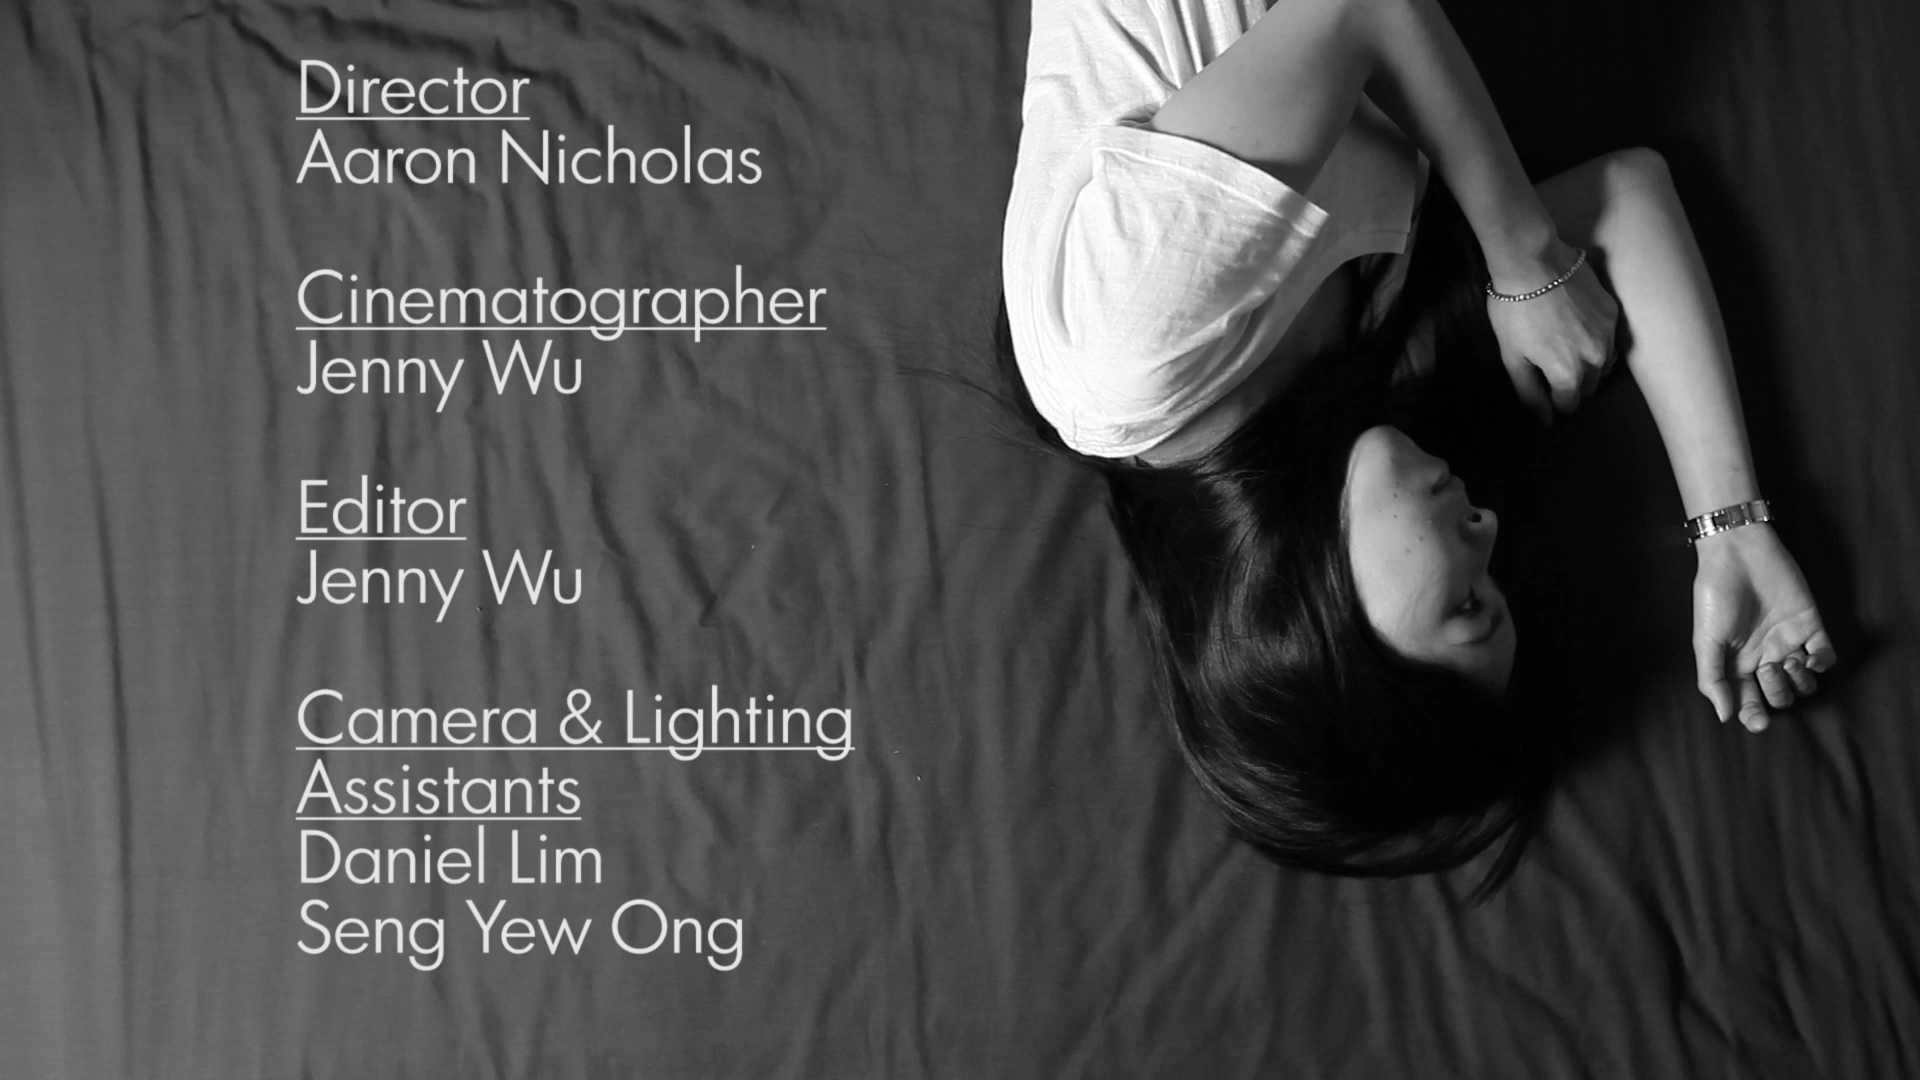 Director
Aaron Nicholas
Cinematographer
Jenny Wu
Editor
Jenny Wu
Camera & Lighting
Assistants
Daniel Lim
Seng Yew Ong